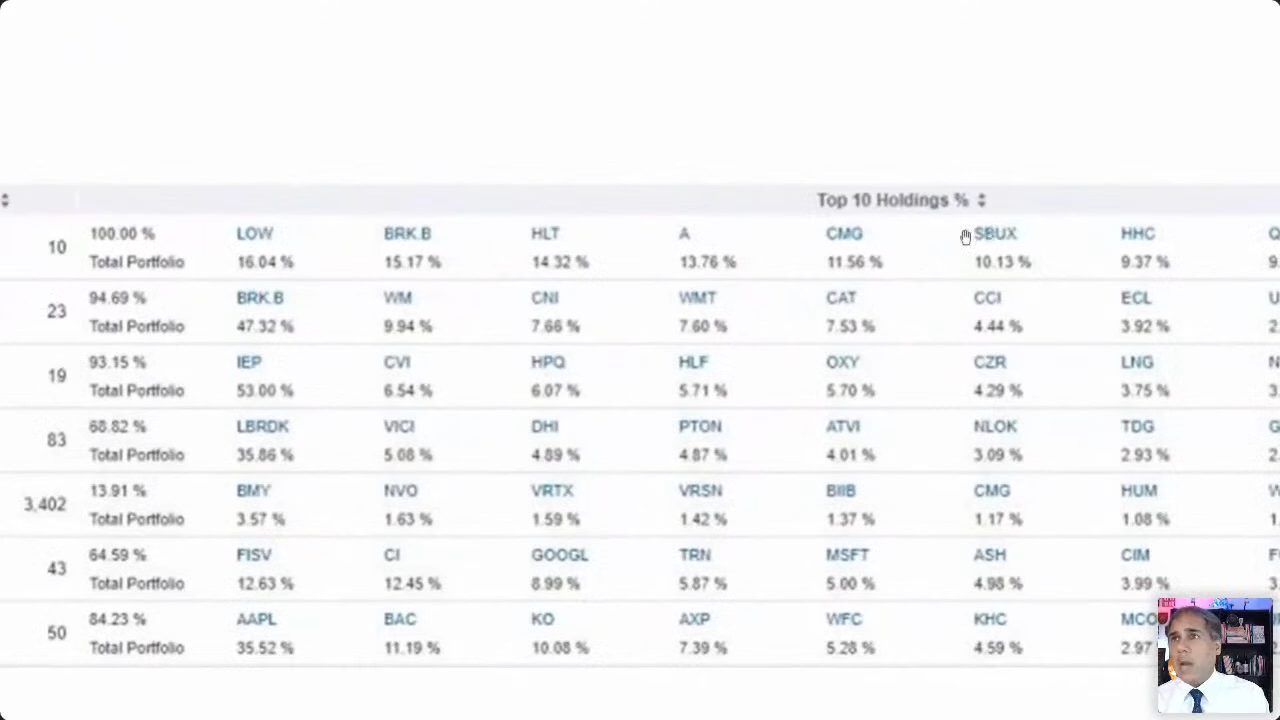 Top 10 Holdings %
10 100.00 % LOW BRK.B HLT A CMG SBUX HHC Q
Total Portfolio 16.04 % 15.17 % 14.32 % 13.76 % 11.56 % 10.13 % 9.37 % 9.
23 94.69 % BRK.B WM CNI WMT CAT CCI ECL U
Total Portfolio 47.32 % 9.94 % 7.66 % 7.60 % 7.53 % 4.44 % 3.92 % 2.
19 93.15 % IEP CVI HPQ HLF OXY CZR LNG N
Total Portfolio 53.00 % 6.54 % 6.07 % 5.71 % 5.70 % 4.29 % 3.75 % 3.
83 68.82 % LBRDK VICI DHI PTON ATVI NLOK TDG G
Total Portfolio 35.86 % 5.08 % 4.89 % 4.87 % 4.01 % 3.09 % 2.93 % 2.
3,402 13.91 % BMY NVO VRTX VRSN BIIB CMG HUM W
Total Portfolio 3.57 % 1.63 % 1.59 % 1.42 % 1.37 % 1.17 % 1.08 % 1.
43 64.59 % FISV CI GOOGL TRN MSFT ASH CIM F
Total Portfolio 12.63 % 12.45 % 8.99 % 5.87 % 5.00 % 4.98 % 3.99 % 3.
50 84.23 % AAPL BAC KO AXP WFC KHC MCO
Total Portfolio 35.52 % 11.19 % 10.08 % 7.39 % 5.28 % 4.59 % 2.97